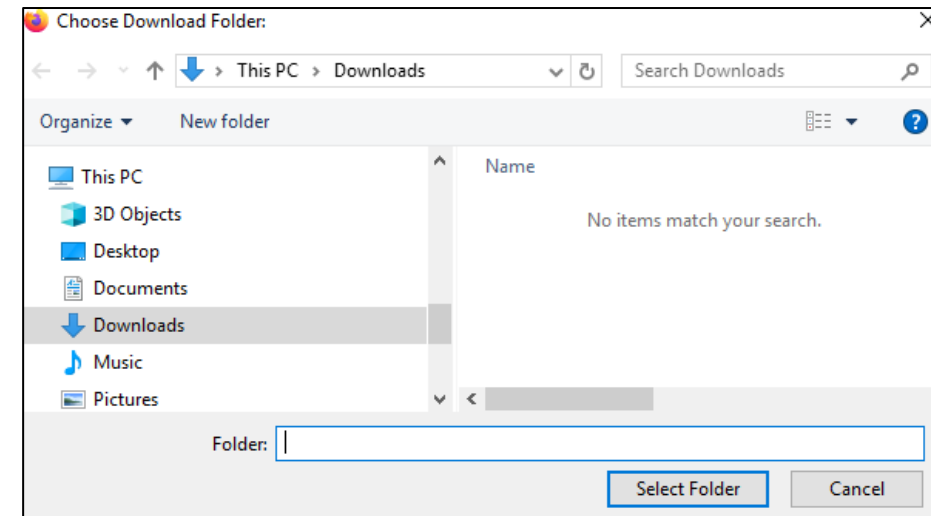 Choose Download Folder:
This PC > Downloads
Search Downloads
Organize
New folder
?
This PC
3D Objects
Desktop
Documents
Downloads
Music
Pictures
Name
No items match your search.
Folder:
Select Folder
Cancel